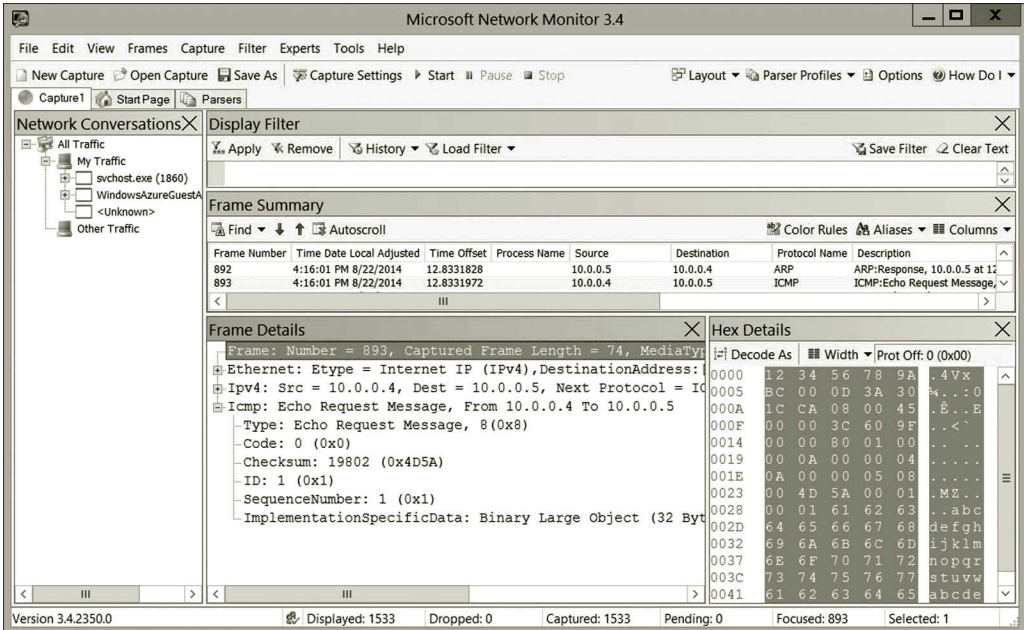 Microsoft Network Monitor 3.4
File Edit View Frames Capture Filter Experts Tools Help
New Capture Open Capture Save As Capture Settings Start Pause Stop Layout Parser Profiles Options How Do I
Capture1 Start Page Parsers
Network Conversations
All Traffic
My Traffic
svchost.exe (1860)
WindowsAzureGuestA
<Unknown>
Other Traffic
Display Filter
Apply Remove History Load Filter Save Filter Clear Text
Frame Summary
Find Autoscroll Color Rules Aliases Columns
Frame Number Time Date Local Adjusted Time Offset Process Name Source Destination Protocol Name Description
892 4:16:01 PM 8/22/2014 12.8331828 10.0.0.5 10.0.0.4 ARP ARP:Response, 10.0.0.5 at 12
893 4:16:01 PM 8/22/2014 12.8331972 10.0.0.4 10.0.0.5 ICMP ICMP:Echo Request Message,
Frame Details
Frame: Number = 893, Captured Frame Length = 74, MediaTyp
Ethernet: Etype = Internet IP (IPv4),DestinationAddress:[
Ipv4: Src = 10.0.0.4, Dest = 10.0.0.5, Next Protocol = IC
Icmp: Echo Request Message, From 10.0.0.4 To 10.0.0.5
Type: Echo Request Message, 8(0x8)
Code: 0 (0x0)
Checksum: 19802 (0x4D5A)
ID: 1 (0x1)
SequenceNumber: 1 (0x1)
ImplementationSpecificData: Binary Large Object (32 Byt
Hex Details
Decode As Width Prot Off: 0 (0x00)
0000 12 34 56 78 9A .4Vx
0005 BC 00 0D 3A 30 ¼..:0
000A 1C CA 08 00 45 .Ê..E
000F 00 00 3C 60 9F ..<`
0014 00 00 80 01 00 .. ..
0019 00 0A 00 00 04 .....
001E 0A 00 00 05 08 .....
0023 00 4D 5A 00 01 .MZ..
0028 00 01 61 62 63 ..abc
002D 64 65 66 67 68 defgh
0032 69 6A 6B 6C 6D ijklm
0037 6E 6F 70 71 72 nopqr
003C 73 74 75 76 77 stuvw
0041 61 62 63 64 65 abcde
Version 3.4.2350.0 Displayed: 1533 Dropped: 0 Captured: 1533 Pending: 0 Focused: 893 Selected: 1